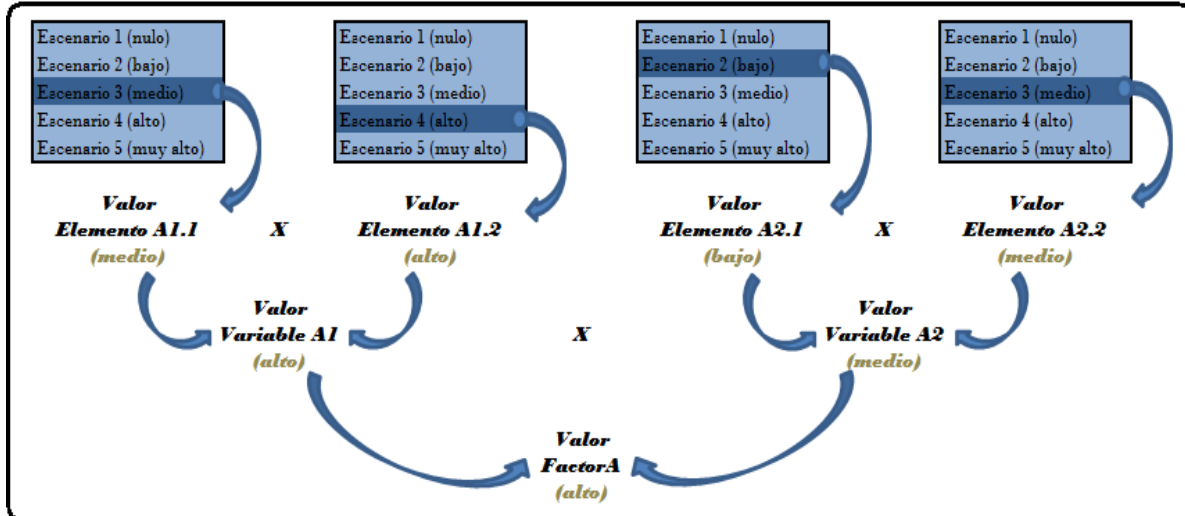 Escenario 1 (nulo)
Escenario 2 (bajo)
Escenario 3 (medio)
Escenario 4 (alto)
Escenario 5 (muy alto)
Escenario 1 (nulo)
Escenario 2 (bajo)
Escenario 3 (medio)
Escenario 4 (alto)
Escenario 5 (muy alto)
Escenario 1 (nulo)
Escenario 2 (bajo)
Escenario 3 (medio)
Escenario 4 (alto)
Escenario 5 (muy alto)
Escenario 1 (nulo)
Escenario 2 (bajo)
Escenario 3 (medio)
Escenario 4 (alto)
Escenario 5 (muy alto)
Valor
Elemento A1.1
(medio)
X
Valor
Elemento A1.2
(alto)
Valor
Elemento A2.1
(bajo)
X
Valor
Elemento A2.2
(medio)
Valor
Variable A1
(alto)
X
Valor
Variable A2
(medio)
Valor
FactorA
(alto)